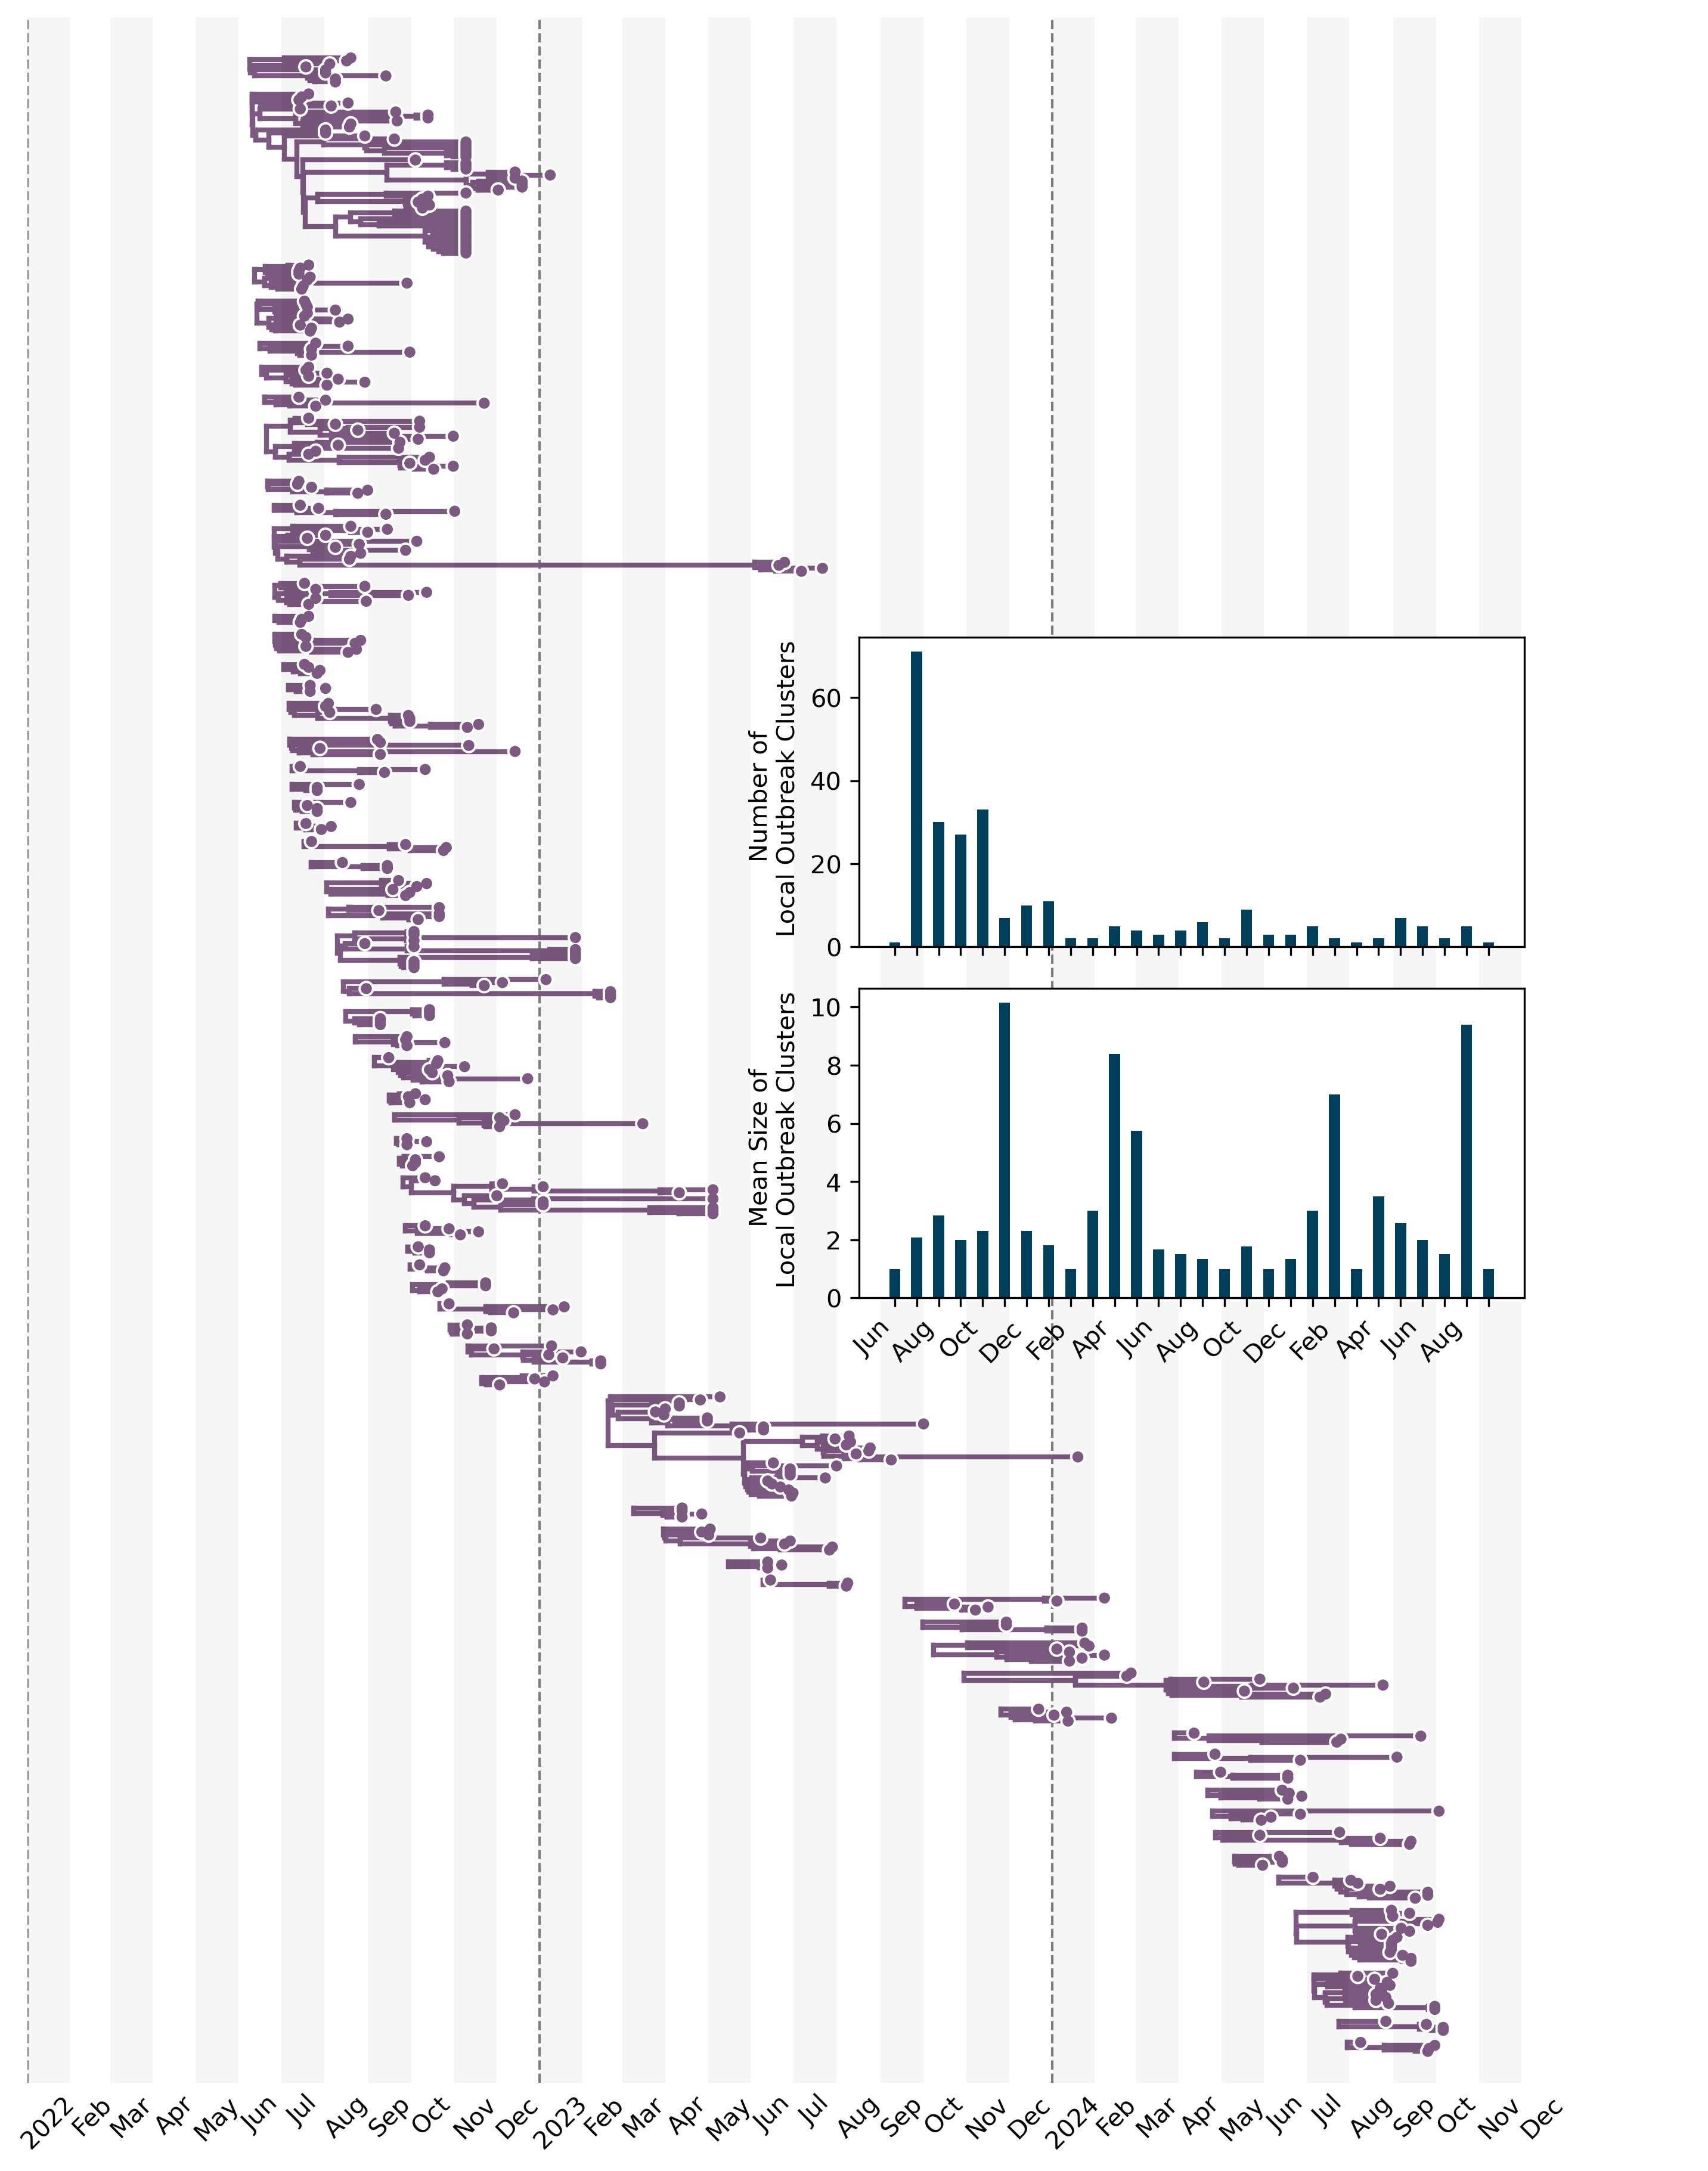 Number of
Local Outbreak Clusters
60
40
20
0
Mean Size of
Local Outbreak Clusters
10
8
6
4
2
0
Jun Aug Oct Dec Feb Apr Jun Aug Oct Dec Feb Apr Jun Aug
2022 Feb Mar Apr May Jun Jul Aug Sep Oct Nov Dec 2023 Feb Mar Apr May Jun Jul Aug Sep Oct Nov Dec 2024 Feb Mar Apr May Jun Jul Aug Sep Oct Nov Dec